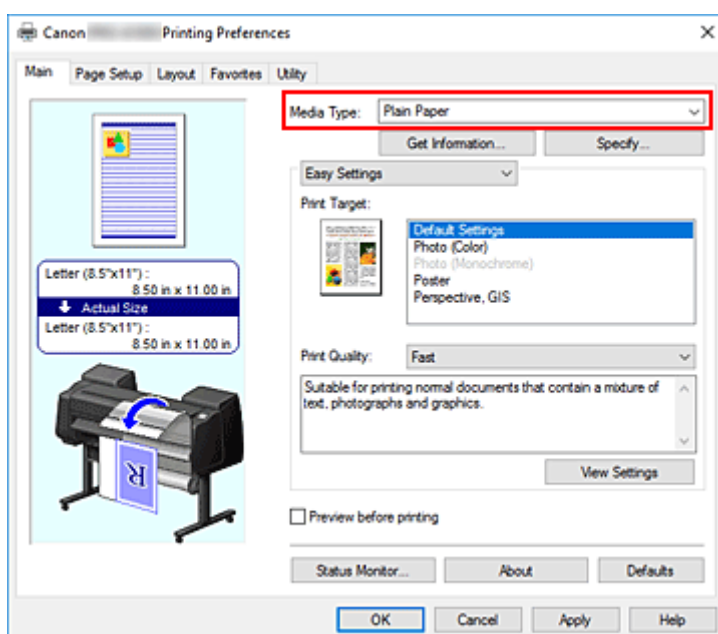 Canon Printing Preferences
Main Page Setup Layout Favorites Utility
Media Type: Plain Paper
Get Information... Specify...
Easy Settings
Print Target:
Default Settings
Photo (Color)
Photo (Monochrome)
Poster
Perspective, GIS
Letter (8.5"x11") :
8.50 in x 11.00 in
Actual Size
Letter (8.5"x11") :
8.50 in x 11.00 in
Print Quality: Fast
Suitable for printing normal documents that contain a mixture of
text, photographs and graphics.
R
View Settings
Preview before printing
Status Monitor... About Defaults
OK Cancel Apply Help